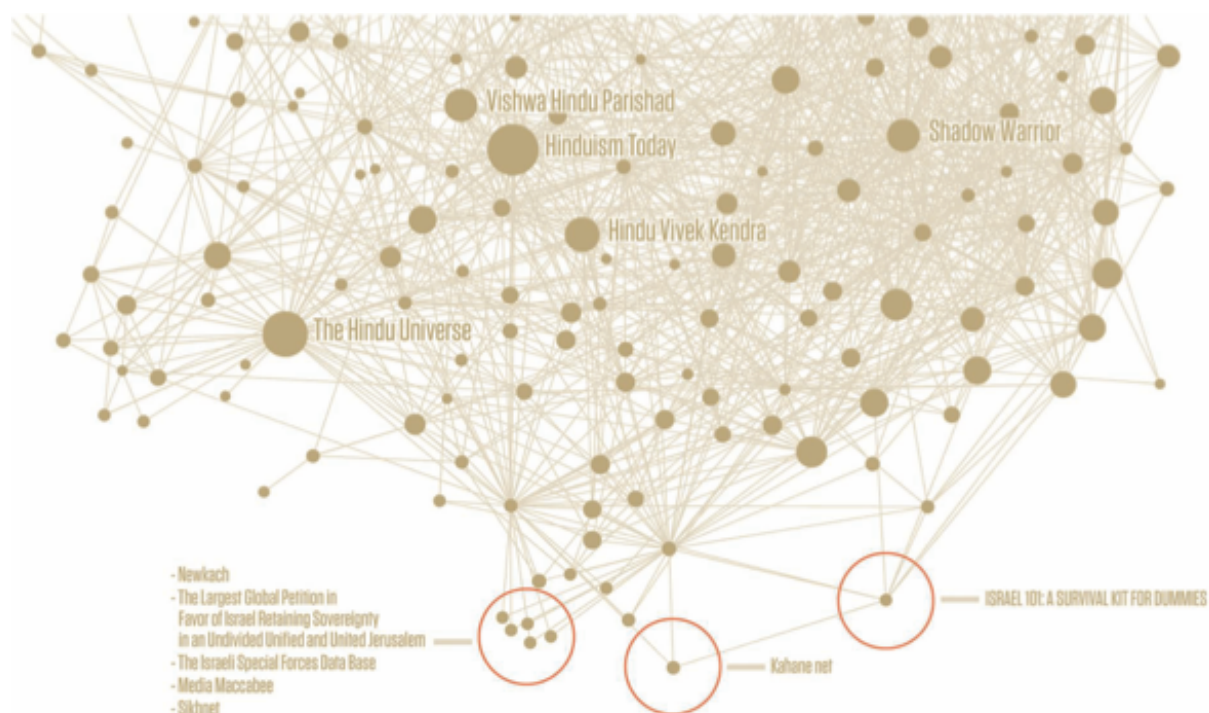 Vishwa Hindu Parishad
Hinduism Today
Shadow Warrior
Hindu Vivek Kendra
The Hindu Universe
- Newkach
- The Largest Global Petition in
Favor of Israel Retaining Sovereignty
in an Undivided Unified and United Jerusalem
- The Israeli Special Forces Data Base
- Media Maccabee
- Sikhnet
ISRAEL 101: A SURVIVAL KIT FOR DUMMIES
Kahane net